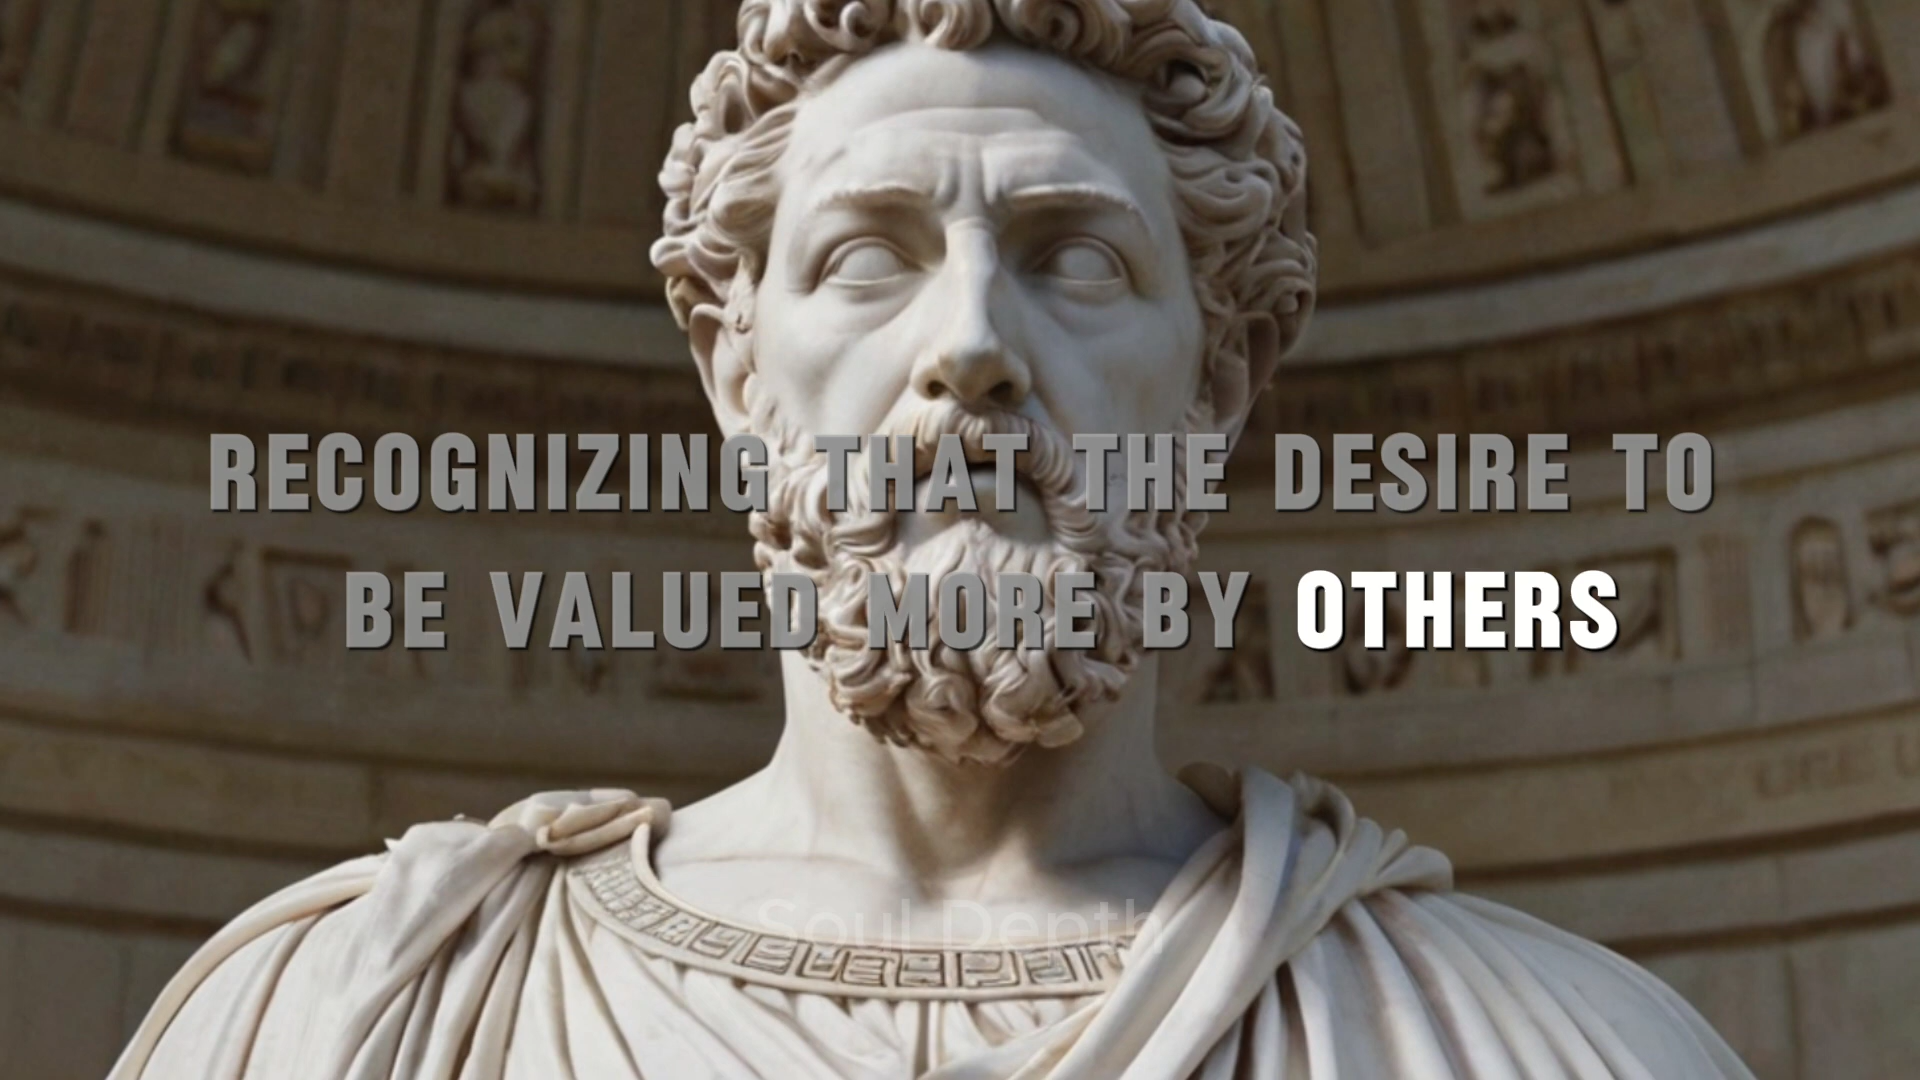 RECOGNIZING THAT THE DESIRE TO
BE VALUED MORE BY OTHERS
Soul Depth